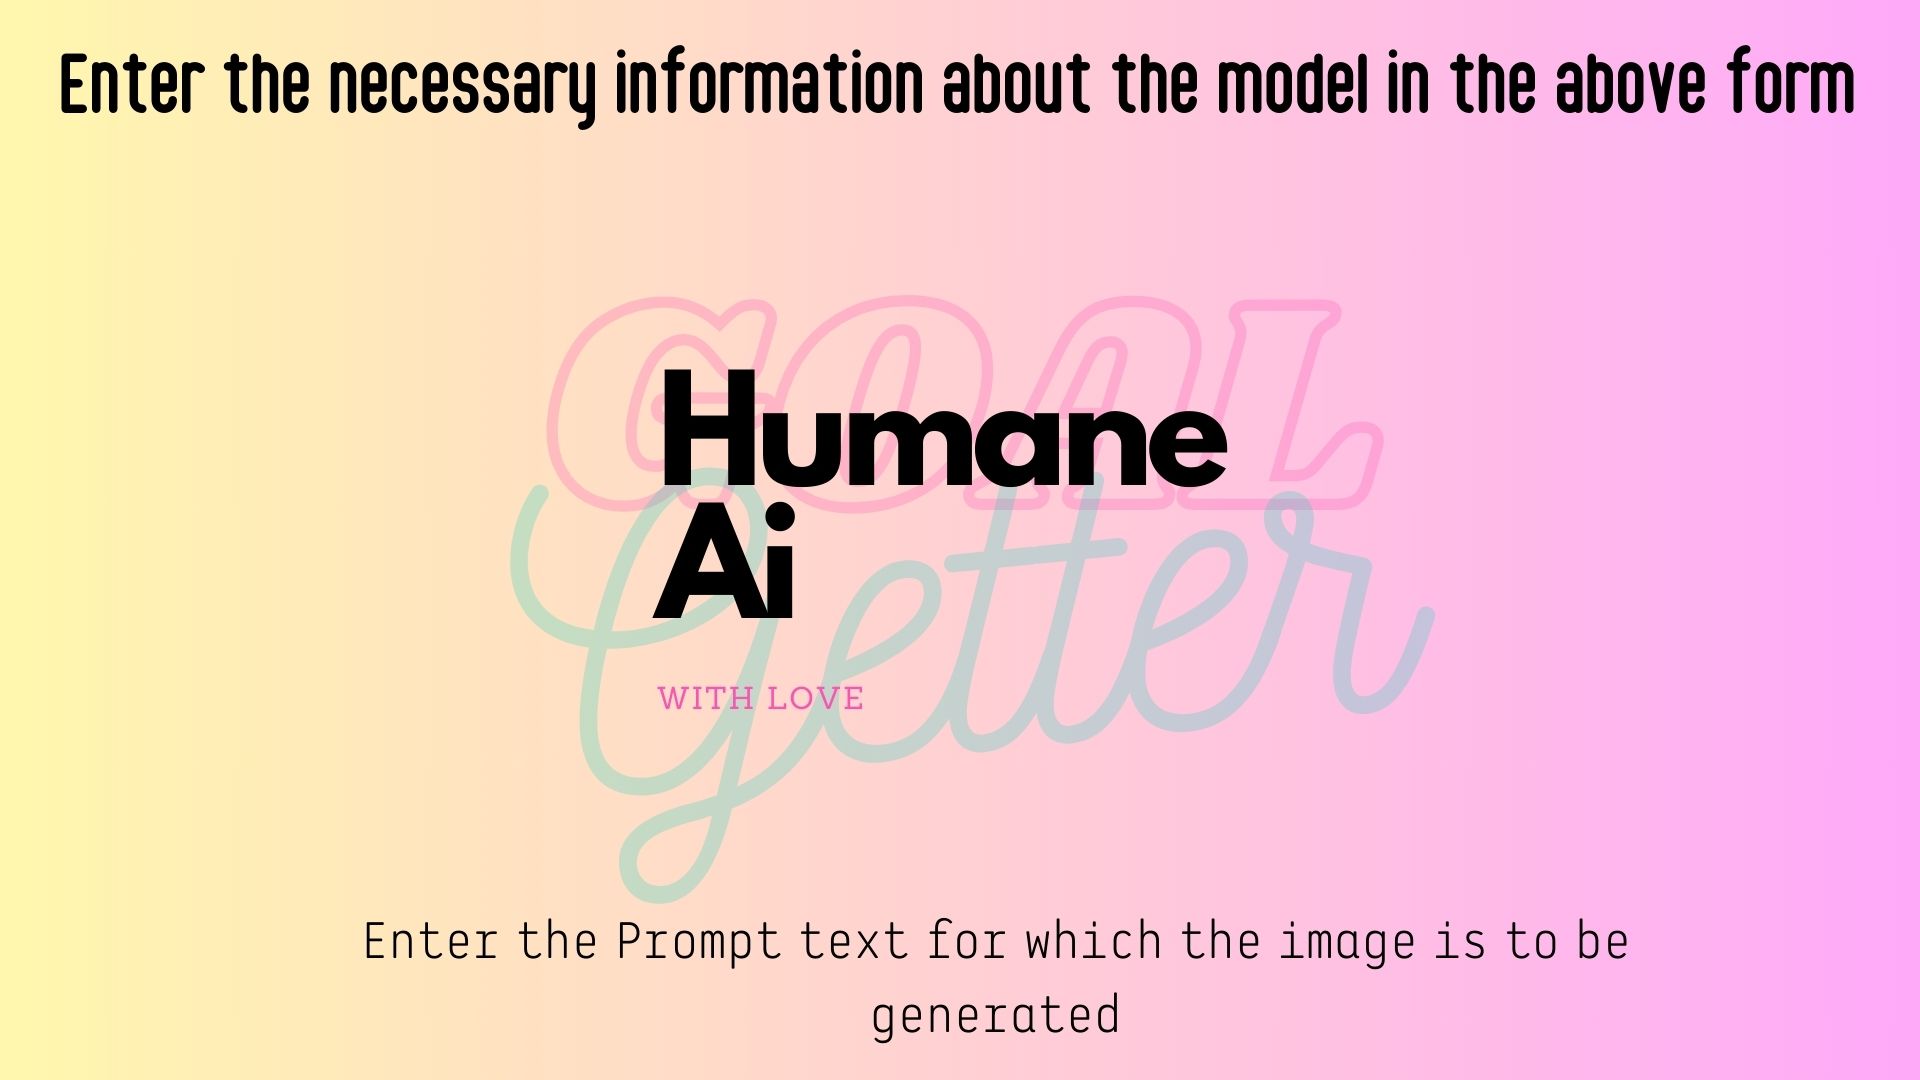 Enter the necessary information about the model in the above form
GOAL
Humane
Getter
Ai
WITH LOVE
Enter the Prompt text for which the image is to be
generated